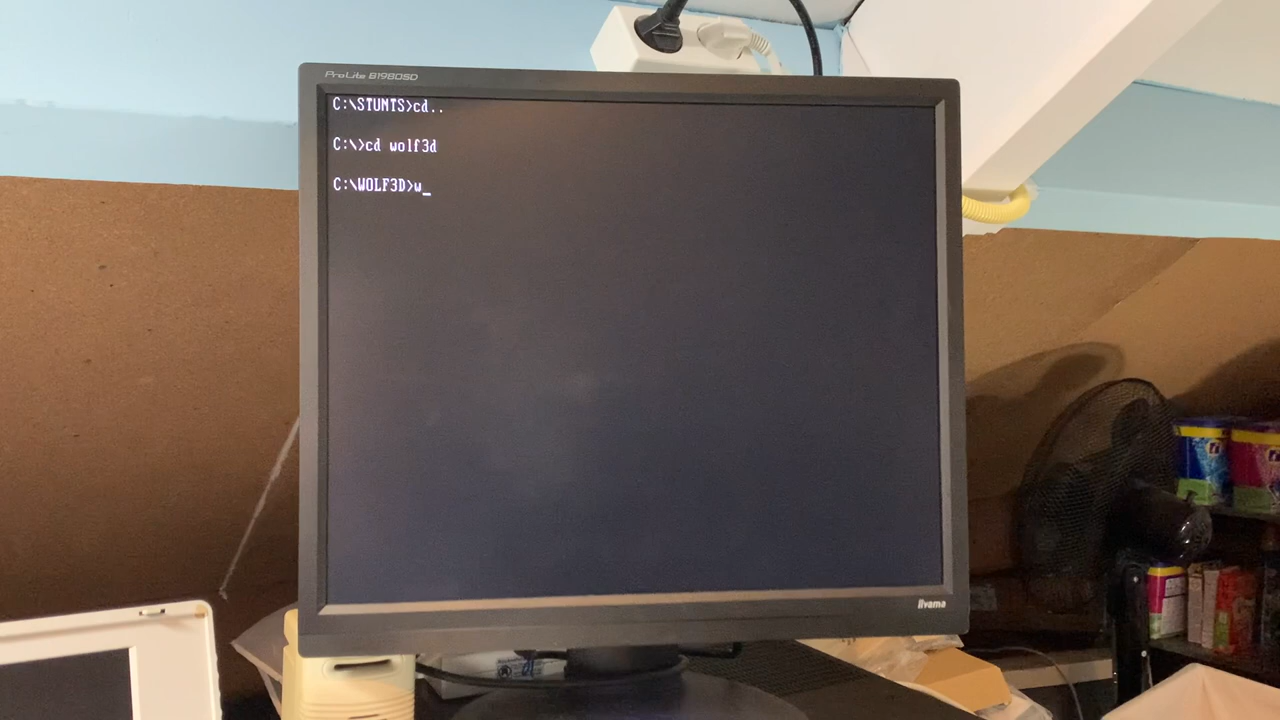 ProLite B1980SD
C:\STUNTS>cd..
C:\>cd wolf3d
C:\WOLF3D>w_
iiyama